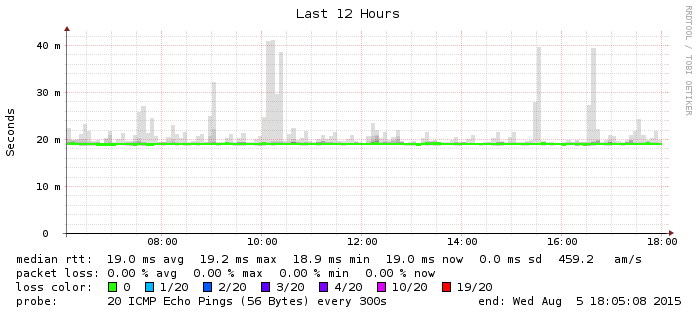 Last 12 Hours
RRDTOOL / TOBI OETIKER
Seconds
40 m
30 m
20 m
10 m
0
08:00 10:00 12:00 14:00 16:00 18:00
median rtt: 19.0 ms avg 19.2 ms max 18.9 ms min 19.0 ms now 0.0 ms sd 459.2 am/s
packet loss: 0.00 % avg 0.00 % max 0.00 % min 0.00 % now
loss color: 0 1/20 2/20 3/20 4/20 10/20 19/20
probe: 20 ICMP Echo Pings (56 Bytes) every 300s end: Wed Aug 5 18:05:08 2015